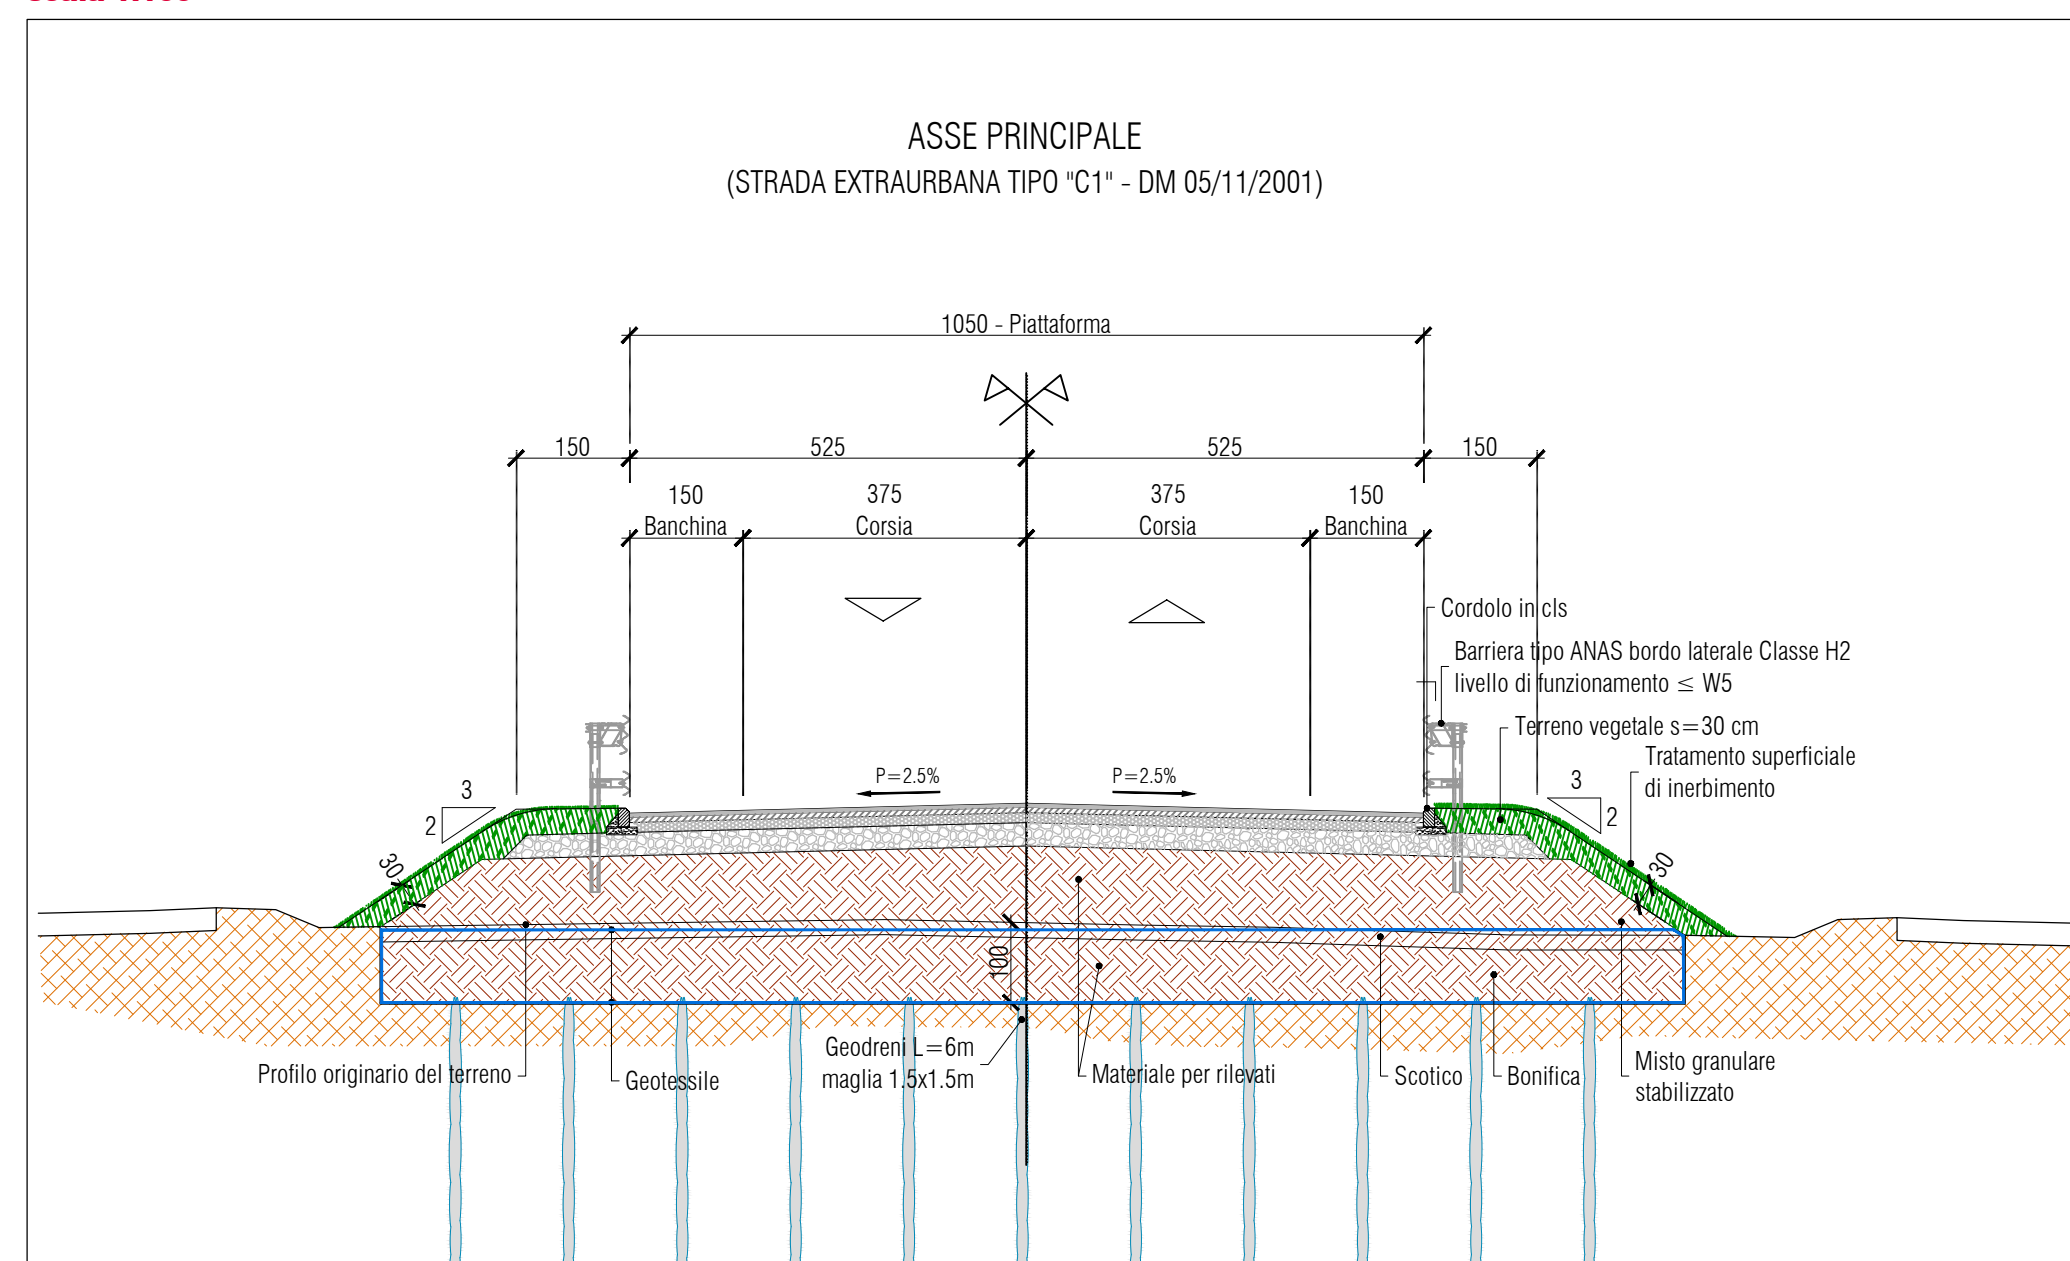 ASSE PRINCIPALE
(STRADA EXTRAURBANA TIPO "C1" - DM 05/11/2001)
1050 - Piattaforma
150
525
525
150
150
375
375
150
Banchina
Corsia
Corsia
Banchina
Cordolo in cls
Barriera tipo ANAS bordo laterale Classe H2
livello di funzionamento ≤ W5
Terreno vegetale s=30 cm
Tratamento superficiale
di inerbimento
3
2
P=2.5%
P=2.5%
3
2
30
30
100
Profilo originario del terreno
Geotessile
Geodreni L=6m
maglia 1.5x1.5m
Materiale per rilevati
Scotico
Bonifica
Misto granulare
stabilizzato